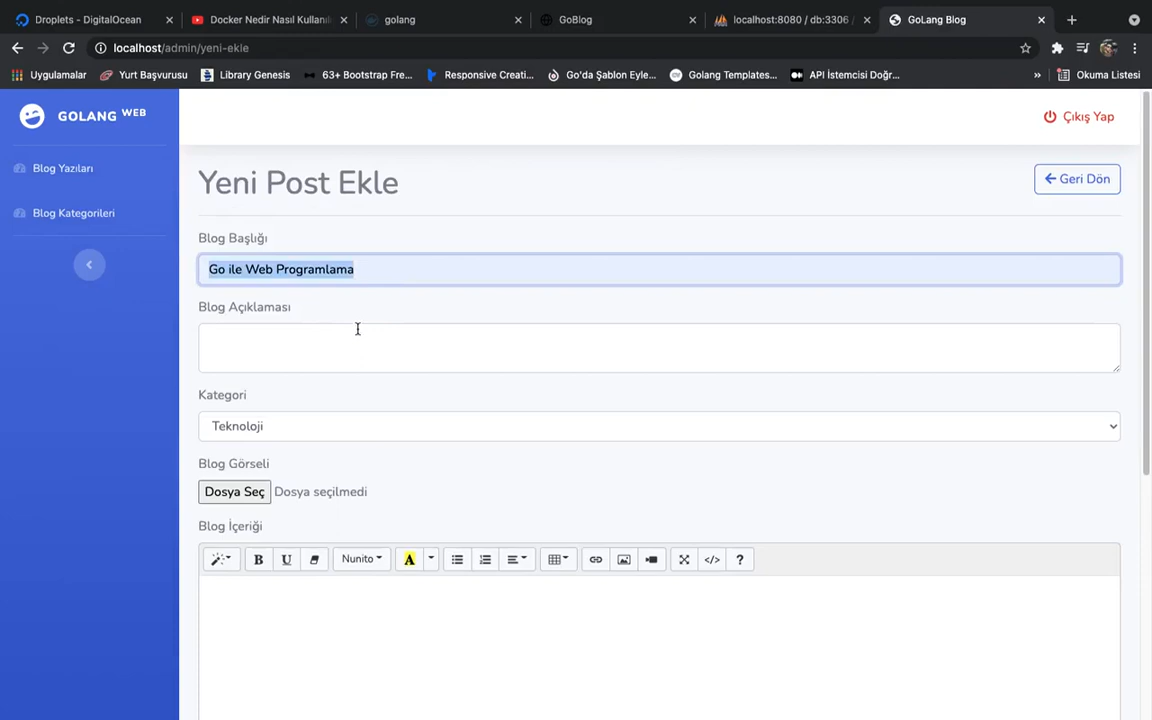 Droplets - DigitalOcean
Docker Nedir Nasıl Kullanıl
golang
GoBlog
localhost:8080 / db:3306 /
GoLang Blog
localhost/admin/yeni-ekle
Uygulamalar
Yurt Başvurusu
Library Genesis
63+ Bootstrap Fre...
Responsive Creati...
Go'da Şablon Eyle...
Golang Templates...
API İstemcisi Doğr...
»
Okuma Listesi
GOLANG WEB
Çıkış Yap
Blog Yazıları
Blog Kategorileri
Yeni Post Ekle
Geri Dön
Blog Başlığı
Go ile Web Programlama
Blog Açıklaması
Kategori
Teknoloji
Blog Görseli
Dosya Seç Dosya seçilmedi
Blog İçeriği
B U Nunito A </> ?